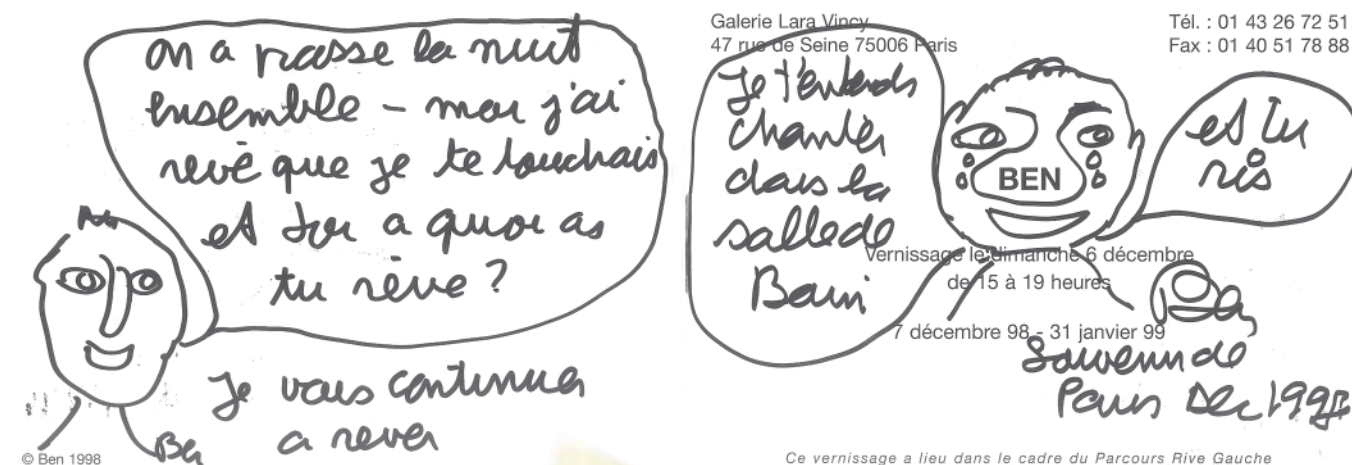 on a passe la nuit
ensemble - moi j'ai
revé que je te touchais
et toi a quoi as
tu rêve ?
Je vais continuer
a rever
Ben
© Ben 1998
Galerie Lara Vincy
47 rue de Seine 75006 Paris
Tél. : 01 43 26 72 51
Fax : 01 40 51 78 88
Je t'entends
chanter
dans la
salle de
Bain
BEN
et tu
ris
Vernissage le dimanche 6 décembre
de 15 à 19 heures
7 décembre 98 - 31 janvier 99
Ben
Souvenir de
Paris Dec
Ce vernissage a lieu dans le cadre du Parcours Rive Gauche